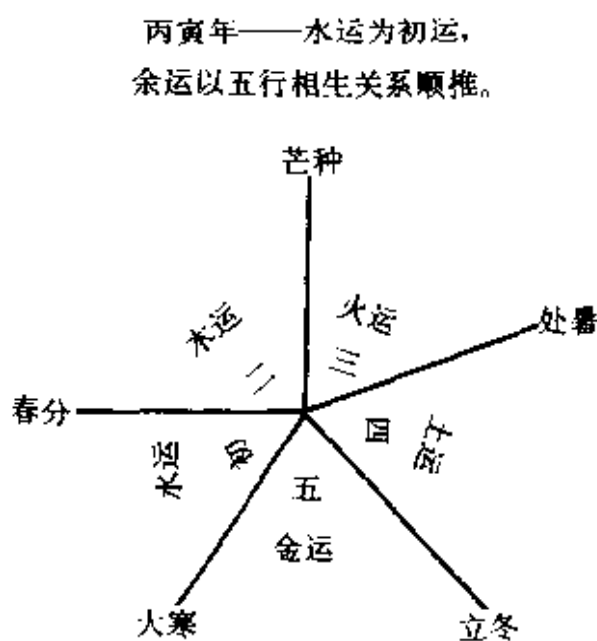 丙寅年——水运为初运，
余运以五行相生关系顺推。
芒种
木运
火运
处暑
二
三
春分
四
土运
水运
初
五
金运
大寒
立冬